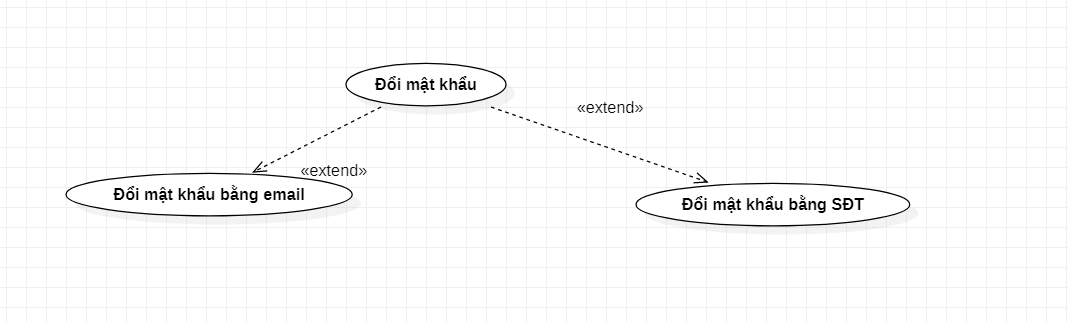 Đổi mật khẩu
«extend»
«extend»
Đổi mật khẩu bằng email
Đổi mật khẩu bằng SĐT